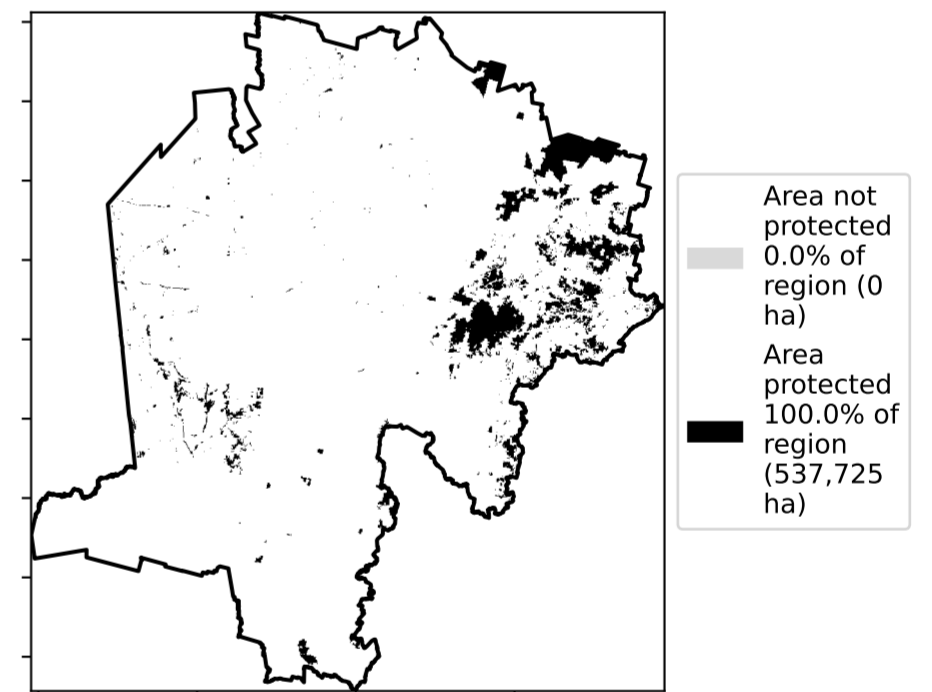 Area not
protected
0.0% of
region (0
ha)
Area
protected
100.0% of
region
(537,725
ha)